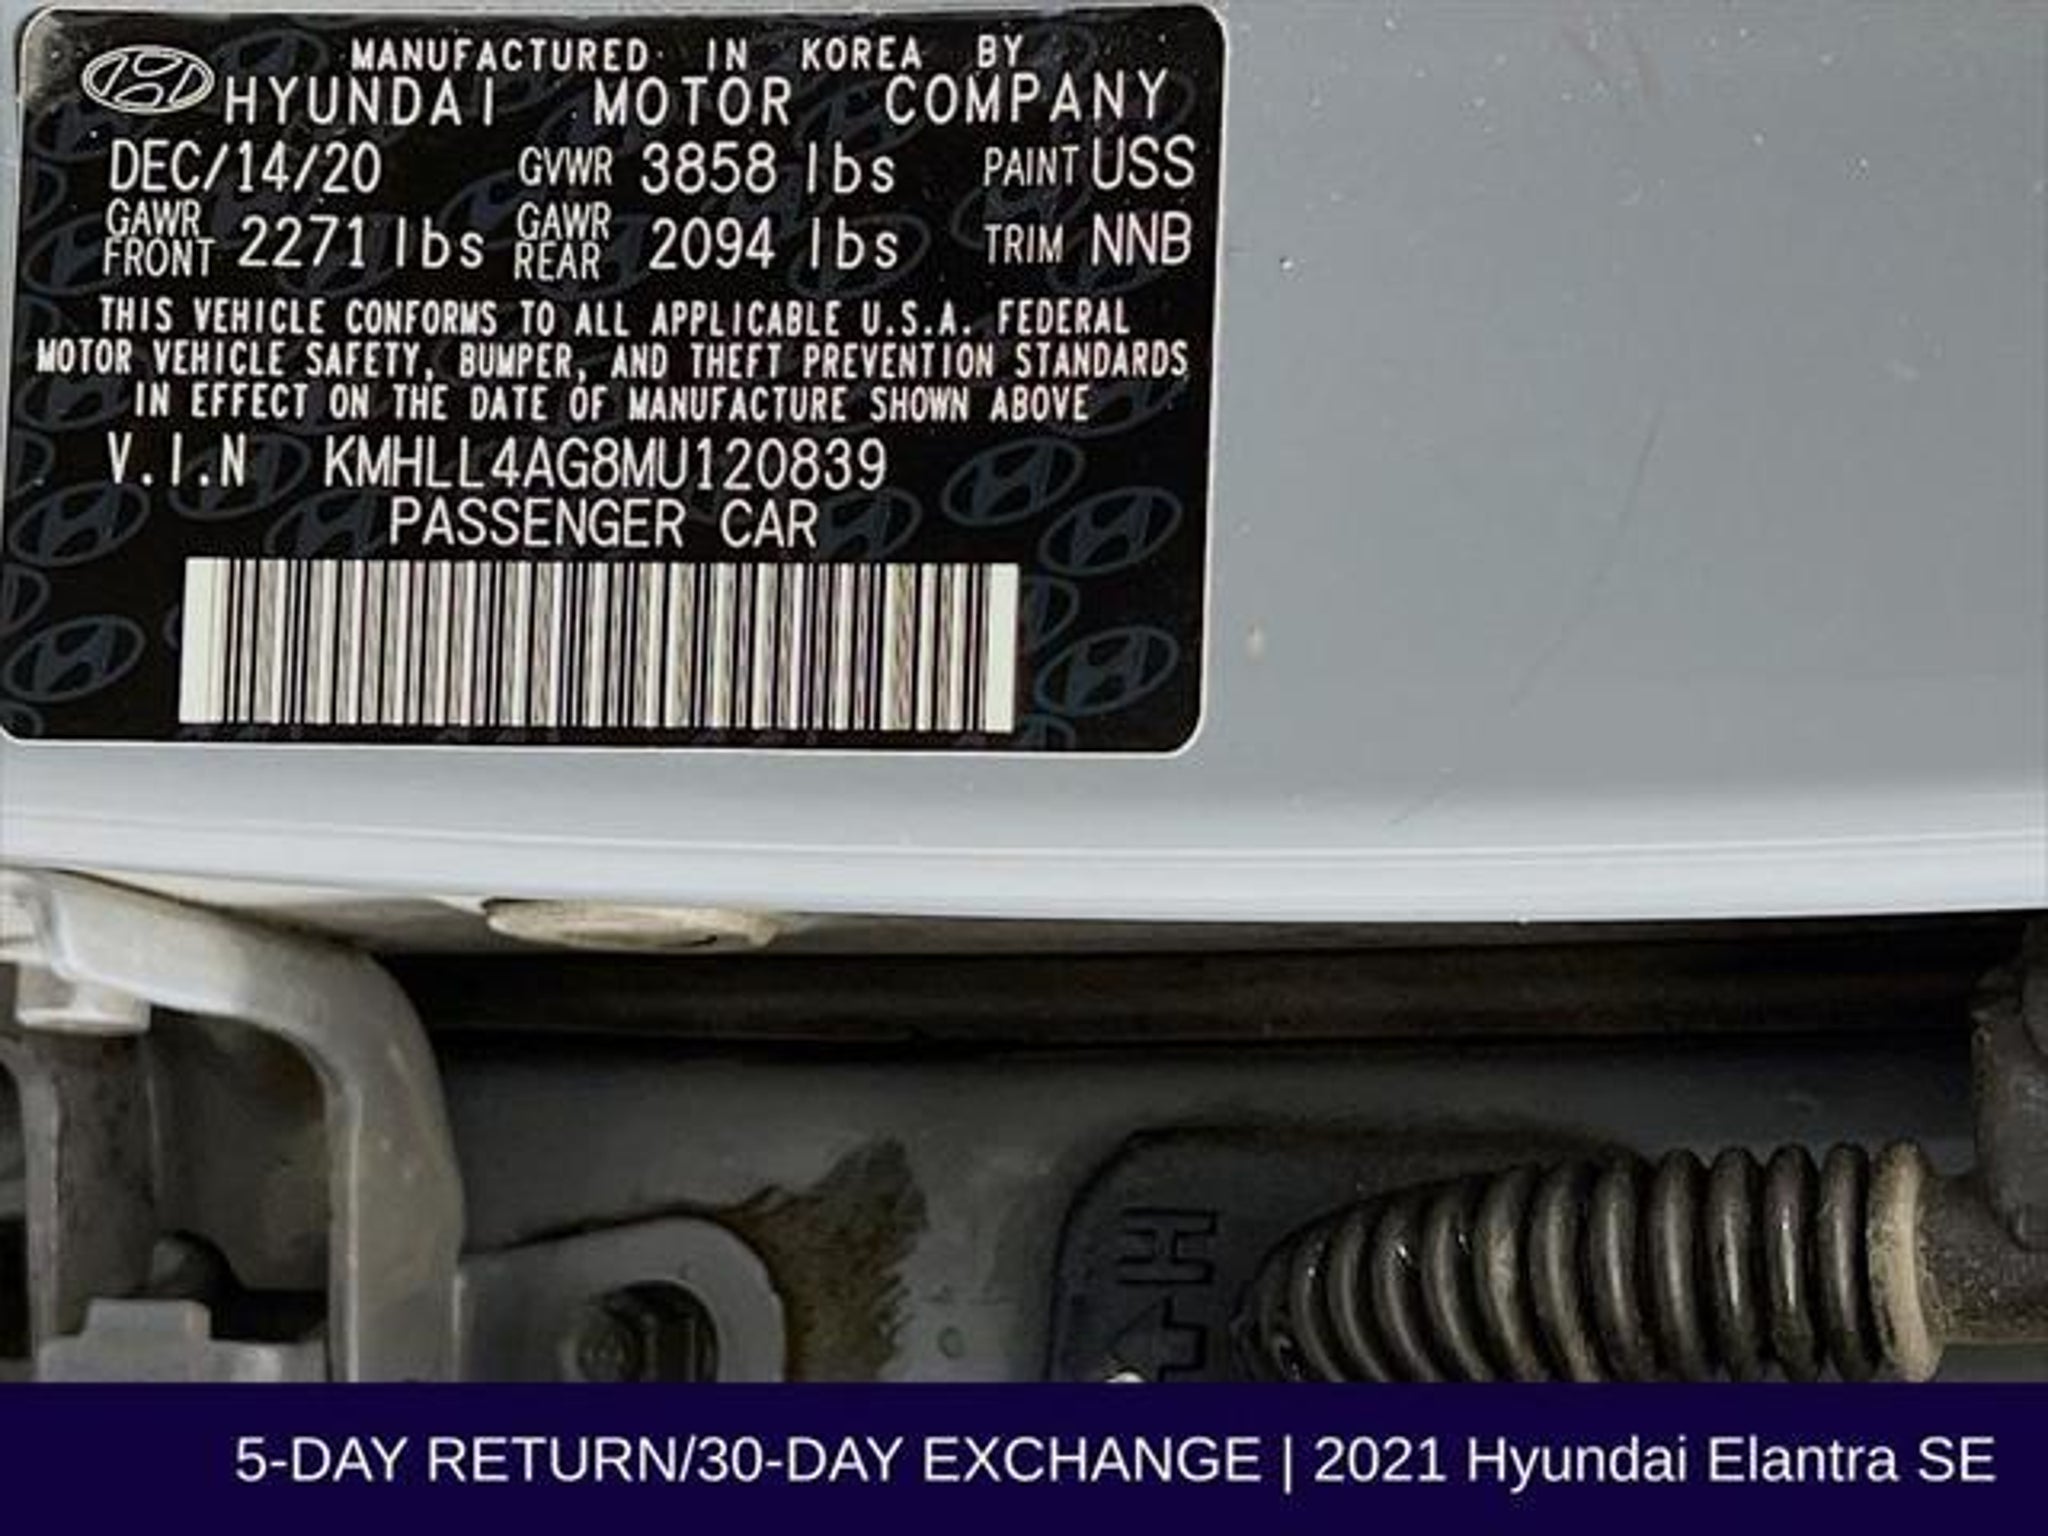 MANUFACTURED IN KOREA BY
HYUNDAI MOTOR COMPANY
DEC/14/20 GVWR 3858 lbs PAINT USS
GAWR FRONT 2271 lbs GAWR REAR 2094 lbs TRIM NNB
THIS VEHICLE CONFORMS TO ALL APPLICABLE U.S.A. FEDERAL
MOTOR VEHICLE SAFETY, BUMPER, AND THEFT PREVENTION STANDARDS
IN EFFECT ON THE DATE OF MANUFACTURE SHOWN ABOVE
V.I.N KMHLL4AG8MU120839
PASSENGER CAR
5-DAY RETURN/30-DAY EXCHANGE | 2021 Hyundai Elantra SE